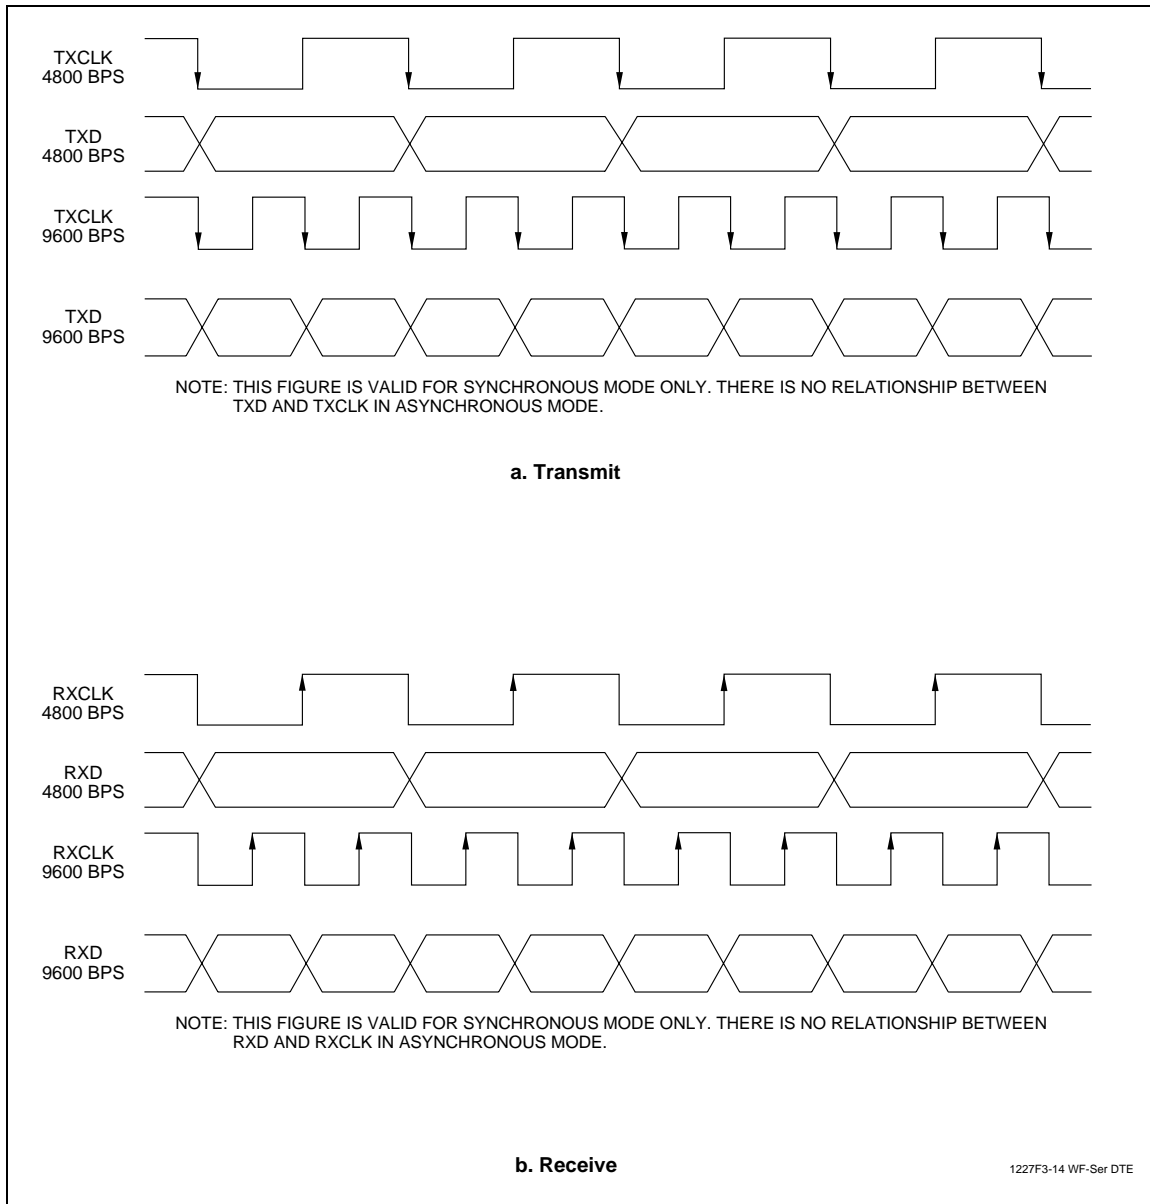 TXCLK
4800 BPS
TXD
4800 BPS
TXCLK
9600 BPS
TXD
9600 BPS
NOTE: THIS FIGURE IS VALID FOR SYNCHRONOUS MODE ONLY. THERE IS NO RELATIONSHIP BETWEEN
TXD AND TXCLK IN ASYNCHRONOUS MODE.
a. Transmit
RXCLK
4800 BPS
RXD
4800 BPS
RXCLK
9600 BPS
RXD
9600 BPS
NOTE: THIS FIGURE IS VALID FOR SYNCHRONOUS MODE ONLY. THERE IS NO RELATIONSHIP BETWEEN
RXD AND RXCLK IN ASYNCHRONOUS MODE.
b. Receive
1227F3-14 WF-Ser DTE